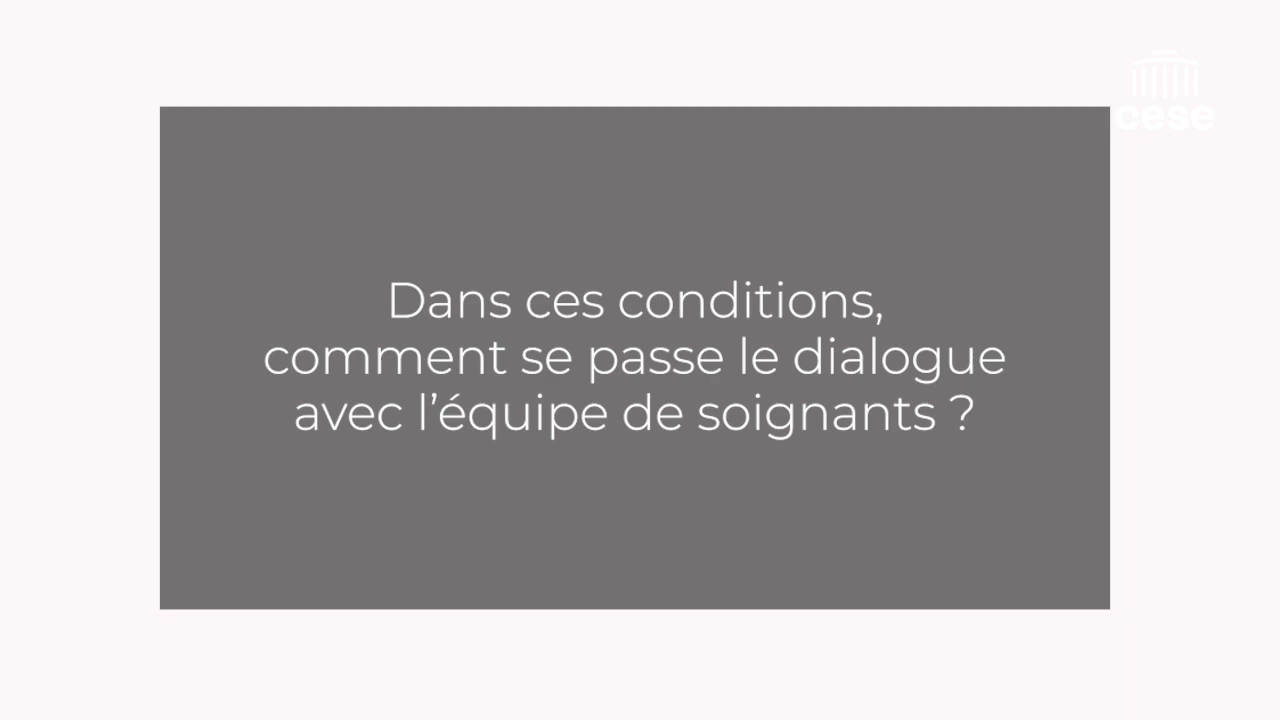 cese
Dans ces conditions,
comment se passe le dialogue
avec l’équipe de soignants ?